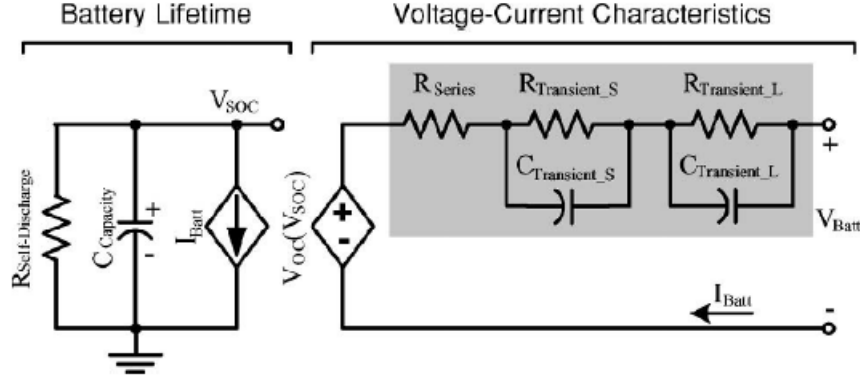 Battery Lifetime
Voltage-Current Characteristics
V_SOC
R_Self-Discharge
C_Capacity
+
-
I_Batt
V_OC(V_SOC)
+
-
R_Series
R_Transient_S
C_Transient_S
R_Transient_L
C_Transient_L
+
V_Batt
I_Batt
-